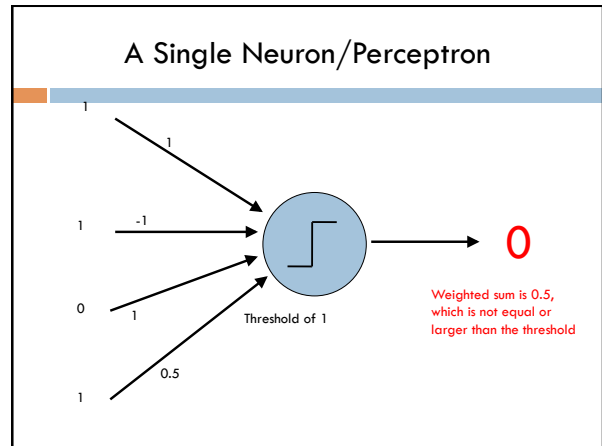 A Single Neuron/Perceptron
1
1
1
-1
0
1
Threshold of 1
0.5
1
0
Weighted sum is 0.5,
which is not equal or
larger than the threshold